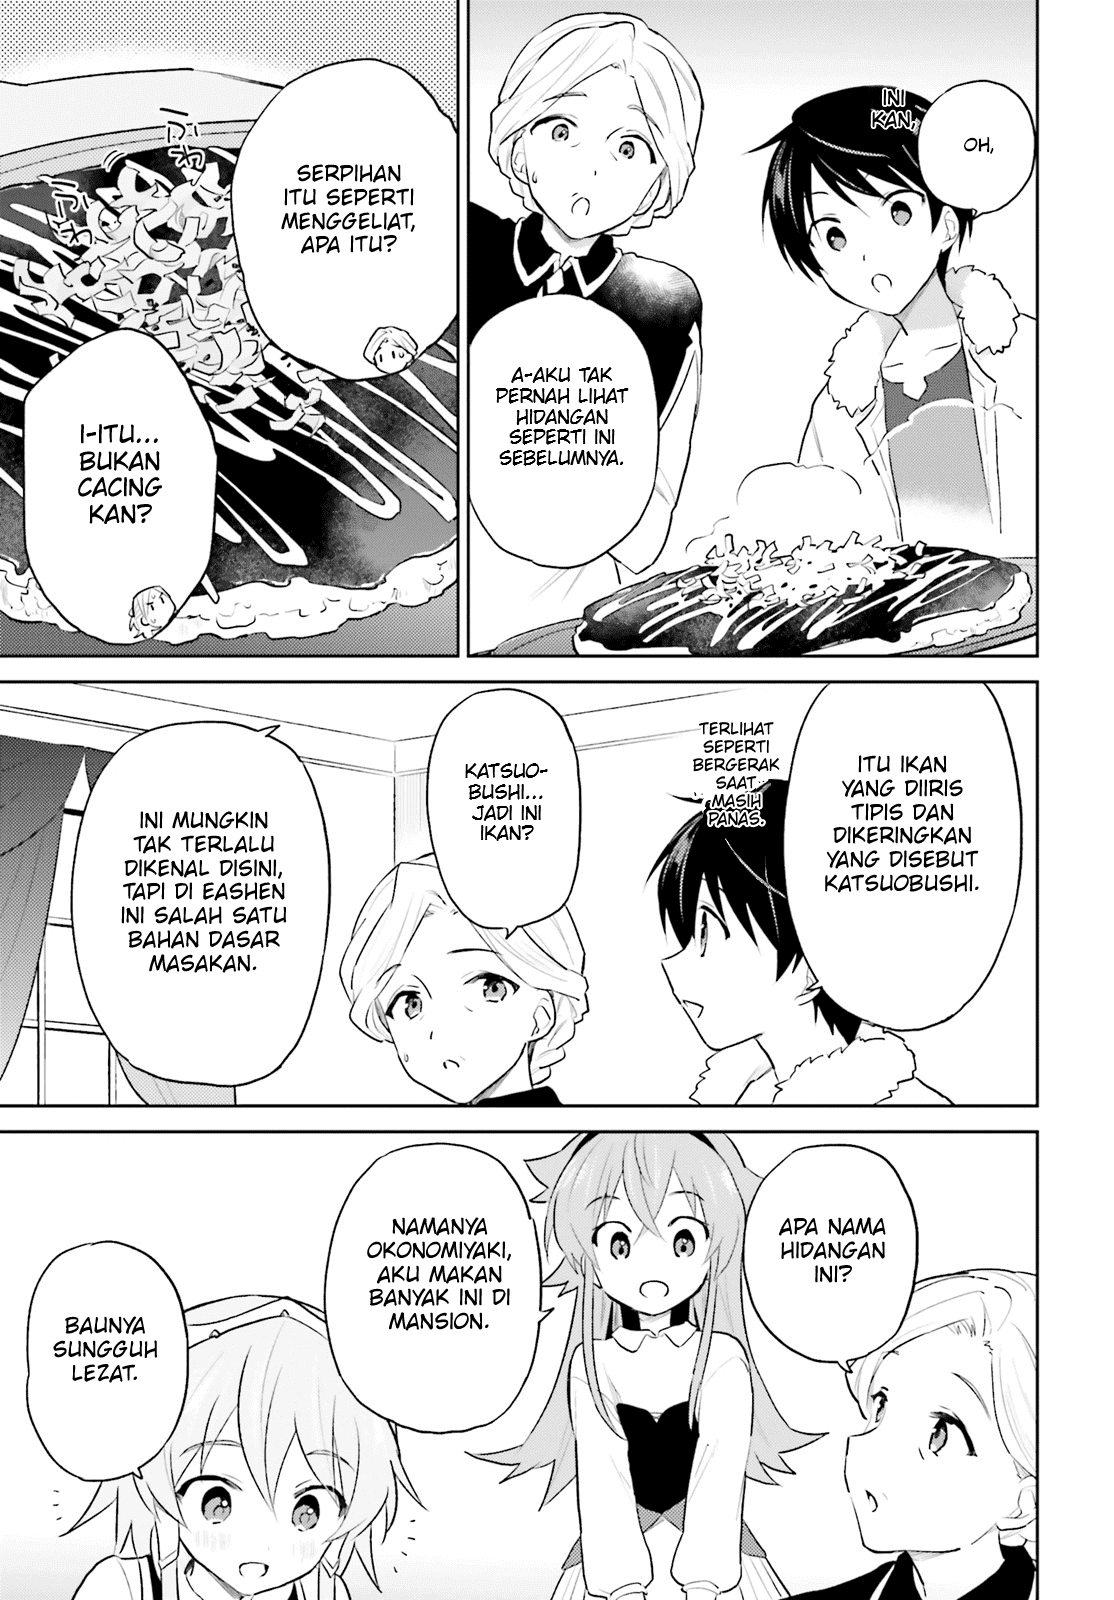 OH,
INI
KAN,
A-AKU TAK
PERNAH LIHAT
HIDANGAN
SEPERTI INI
SEBELUMNYA.
SERPIHAN
ITU SEPERTI
MENGGELIAT,
APA ITU?
I-ITU...
BUKAN
CACING
KAN?
ITU IKAN
YANG DIIRIS
TIPIS DAN
DIKERINGKAN
YANG DISEBUT
KATSUOBUSHI.
TERLIHAT
SEPERTI
BERGERAK
SAAT
MASIH
PANAS.
KATSUO-
BUSHI...
JADI INI
IKAN?
INI MUNGKIN
TAK TERLALU
DIKENAL DISINI,
TAPI DI EASHEN
INI SALAH SATU
BAHAN DASAR
MASAKAN.
APA NAMA
HIDANGAN
INI?
NAMANYA
OKONOMIYAKI,
AKU MAKAN
BANYAK INI DI
MANSION.
BAUNYA
SUNGGUH
LEZAT.